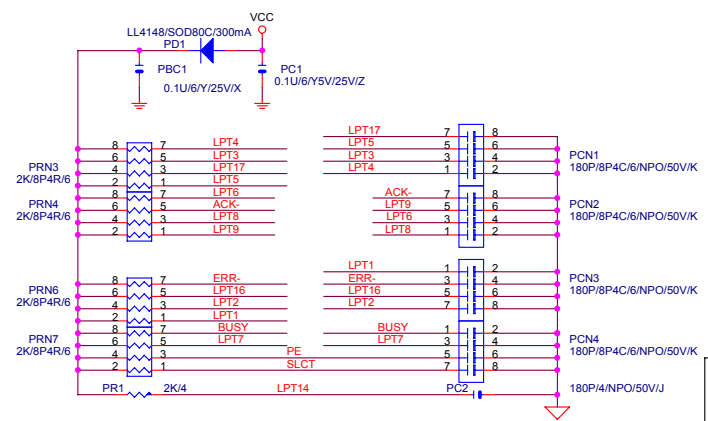 VCC
LL4148/SOD80C/300mA
PD1
PBC1
PC1
0.1U/6/Y/25V/X
0.1U/6/Y5V/25V/Z
PRN3
2K/8P4R/6
8 7 LPT4
6 5 LPT3
4 3 LPT17
2 1 LPT5
PRN4
2K/8P4R/6
8 7 LPT6
6 5 ACK-
4 3 LPT8
2 1 LPT9
LPT17 7 8
LPT5 5 6
LPT3 3 4
LPT4 1 2
PCN1
180P/8P4C/6/NPO/50V/K
ACK- 7 8
LPT9 5 6
LPT6 3 4
LPT8 1 2
PCN2
180P/8P4C/6/NPO/50V/K
PRN6
2K/8P4R/6
8 7 ERR-
6 5 LPT16
4 3 LPT2
2 1 LPT1
PRN7
2K/8P4R/6
8 7 BUSY
6 5 LPT7
4 3 PE
2 1 SLCT
LPT1 1 2
ERR- 3 4
LPT16 5 6
LPT2 7 8
PCN3
180P/8P4C/6/NPO/50V/K
BUSY 1 2
LPT7 3 4
5 6
7 8
PCN4
180P/8P4C/6/NPO/50V/K
PR1 2K/4 LPT14 PC2 180P/4/NPO/50V/J